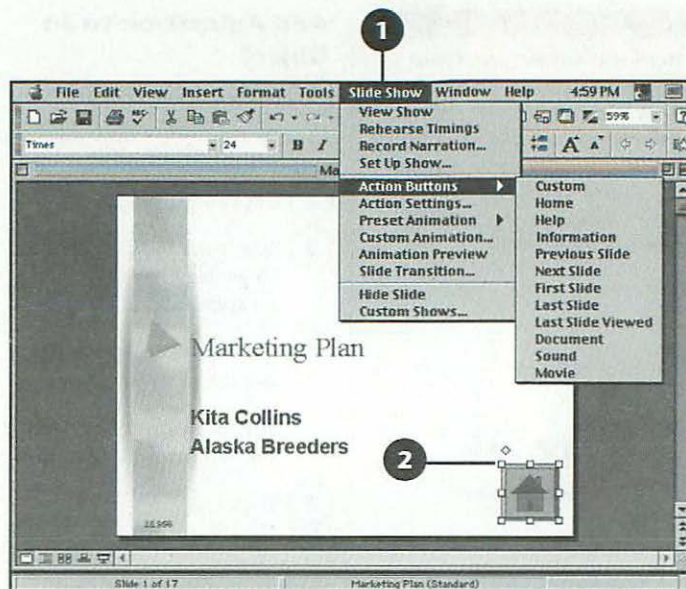 1
File Edit View Insert Format Tools Slide Show Window Help 4:59 PM
59%
Times 24 B I A A
View Show
Rehearse Timings
Record Narration...
Set Up Show...
Action Buttons
Action Settings...
Preset Animation
Custom Animation...
Animation Preview
Slide Transition...
Hide Slide
Custom Shows...
Custom
Home
Help
Information
Previous Slide
Next Slide
First Slide
Last Slide
Last Slide Viewed
Document
Sound
Movie
Ma
Marketing Plan
Kita Collins
Alaska Breeders
2
Slide 1 of 17 Marketing Plan (Standard)